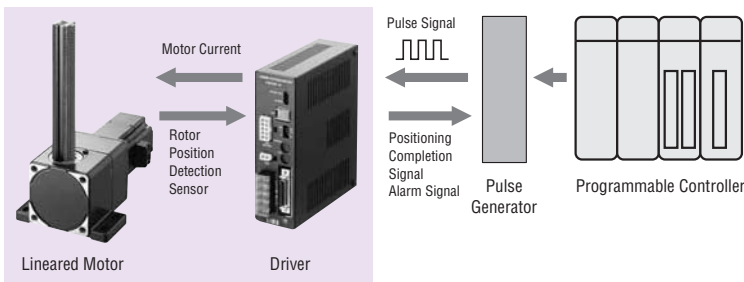 Motor Current
Rotor
Position
Detection
Sensor
Lineared Motor
Driver
Pulse Signal
Positioning
Completion
Signal
Alarm Signal
Pulse
Generator
Programmable Controller